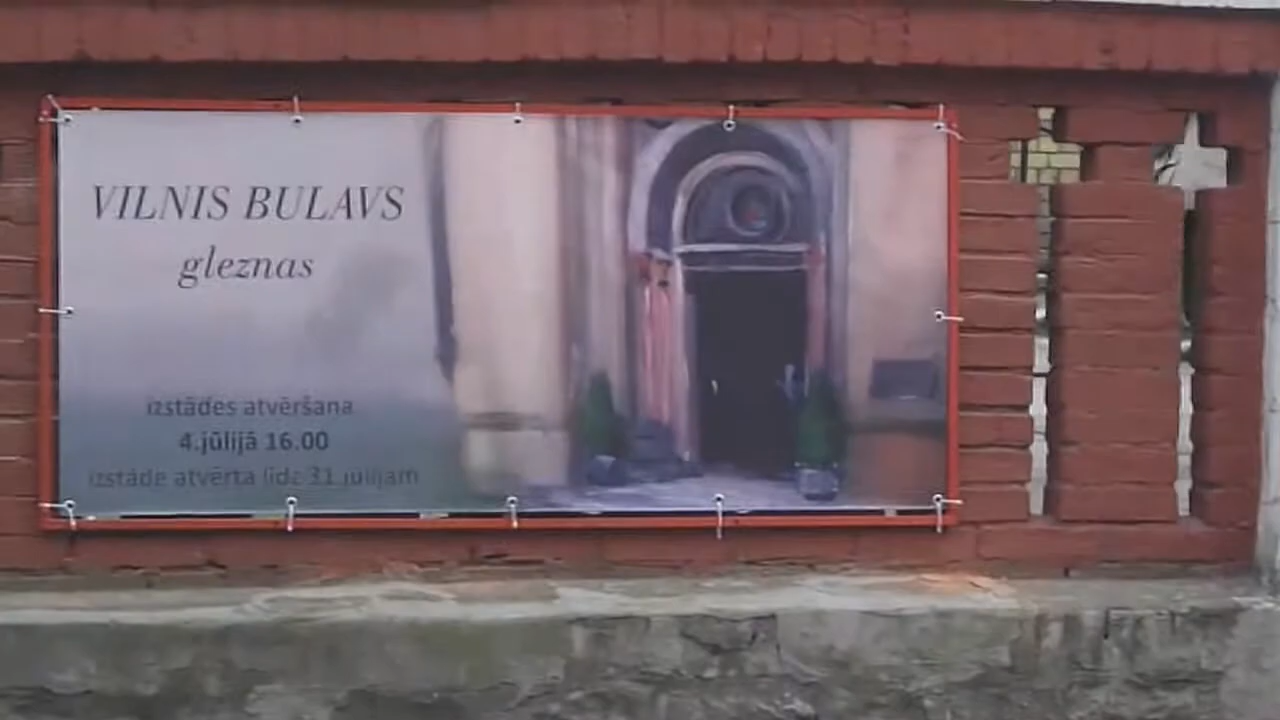 VILNIS BULAVS
gleznas
izstādes atvēršana
4.jūlijā 16.00
izstāde atvērta līdz 31.jūlijam